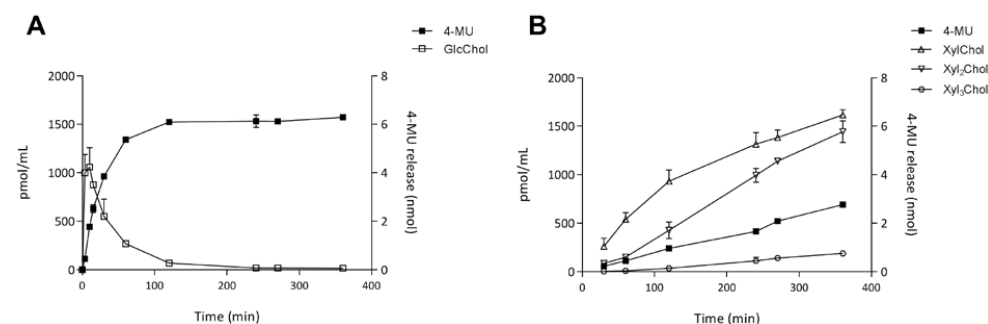 A
4-MU
GlcChol
2000
1500
1000
500
0
8
6
4
2
0
pmol/mL
4-MU release (nmol)
0
100
200
300
400
Time (min)
B
4-MU
XylChol
Xyl₂Chol
Xyl₃Chol
2000
1500
1000
500
0
8
6
4
2
0
pmol/mL
4-MU release (nmol)
0
100
200
300
400
Time (min)